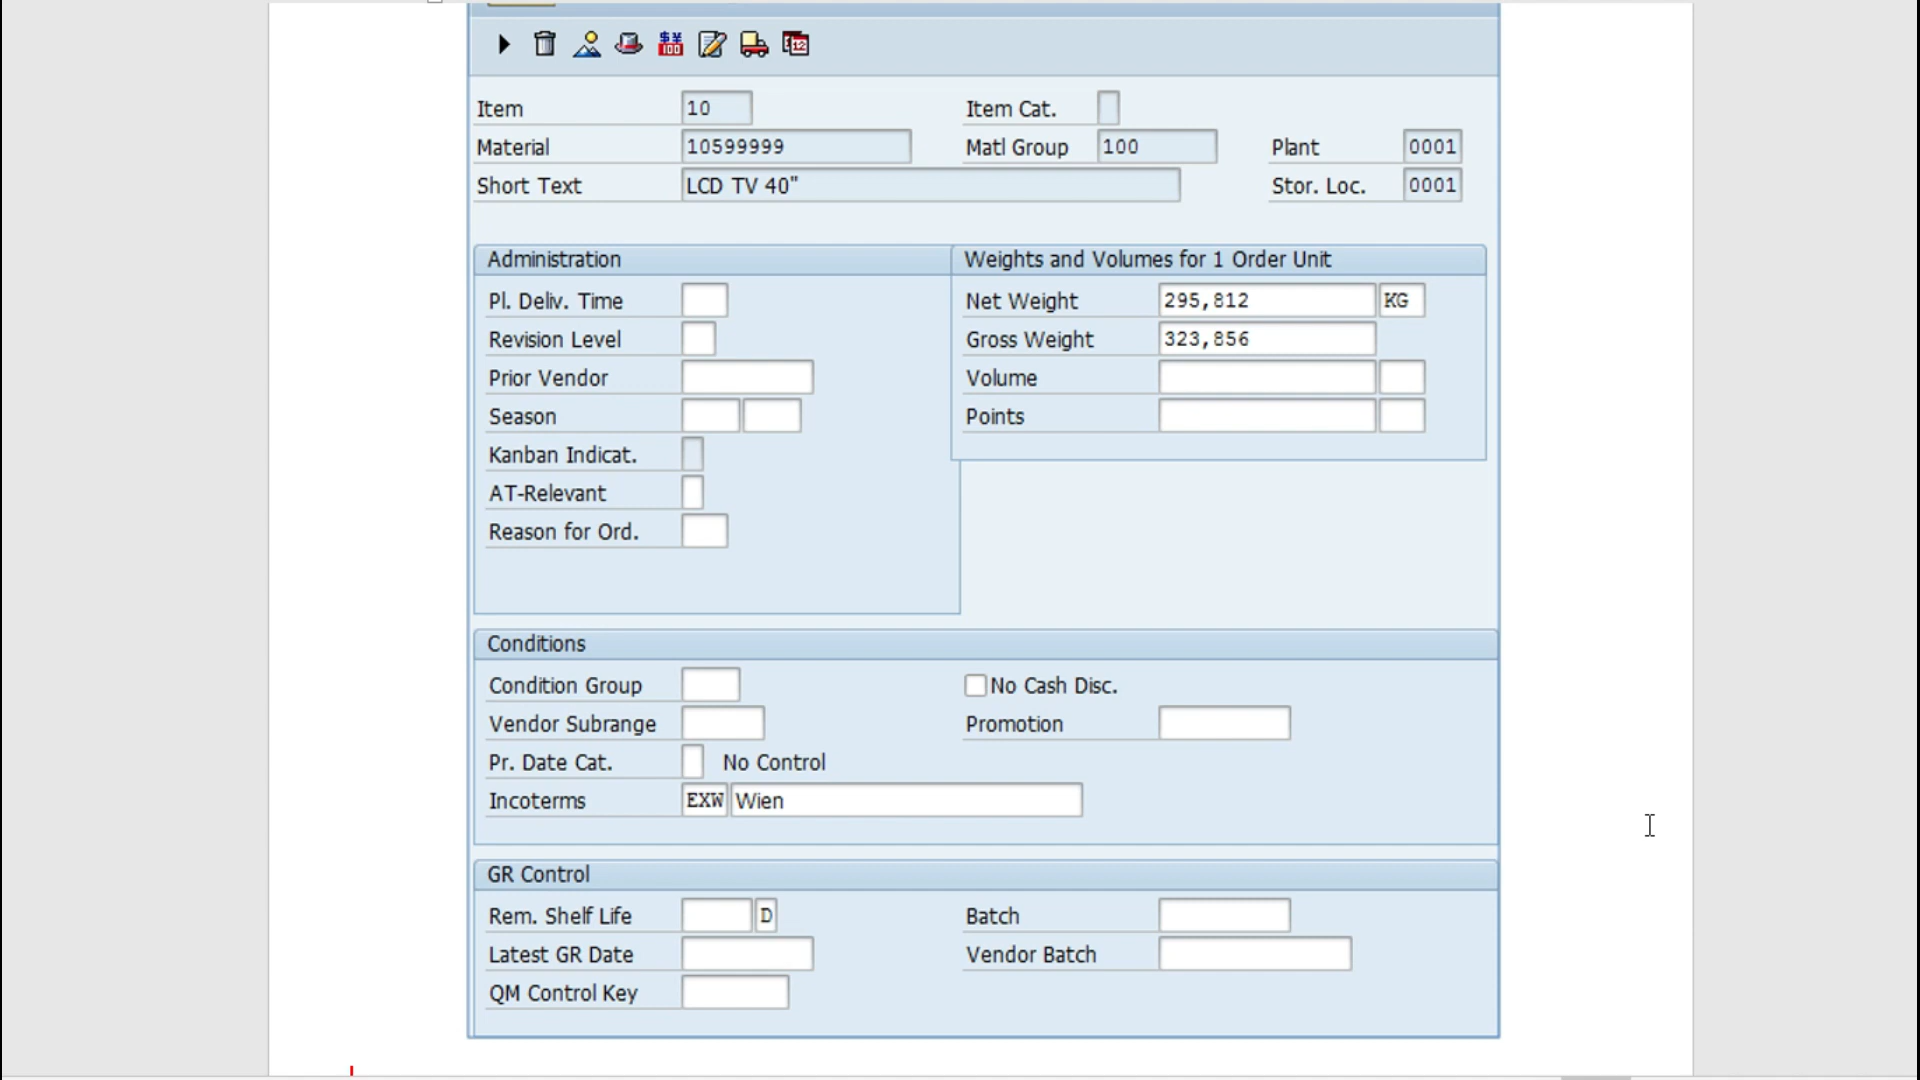 Item 10 Item Cat.
Material 10599999 Matl Group 100 Plant 0001
Short Text LCD TV 40" Stor. Loc. 0001
Administration Weights and Volumes for 1 Order Unit
Pl. Deliv. Time Net Weight 295,812 KG
Revision Level Gross Weight 323,856
Prior Vendor Volume
Season Points
Kanban Indicat.
AT-Relevant
Reason for Ord.
Conditions
Condition Group No Cash Disc.
Vendor Subrange Promotion
Pr. Date Cat. No Control
Incoterms EXW Wien
GR Control
Rem. Shelf Life D Batch
Latest GR Date Vendor Batch
QM Control Key